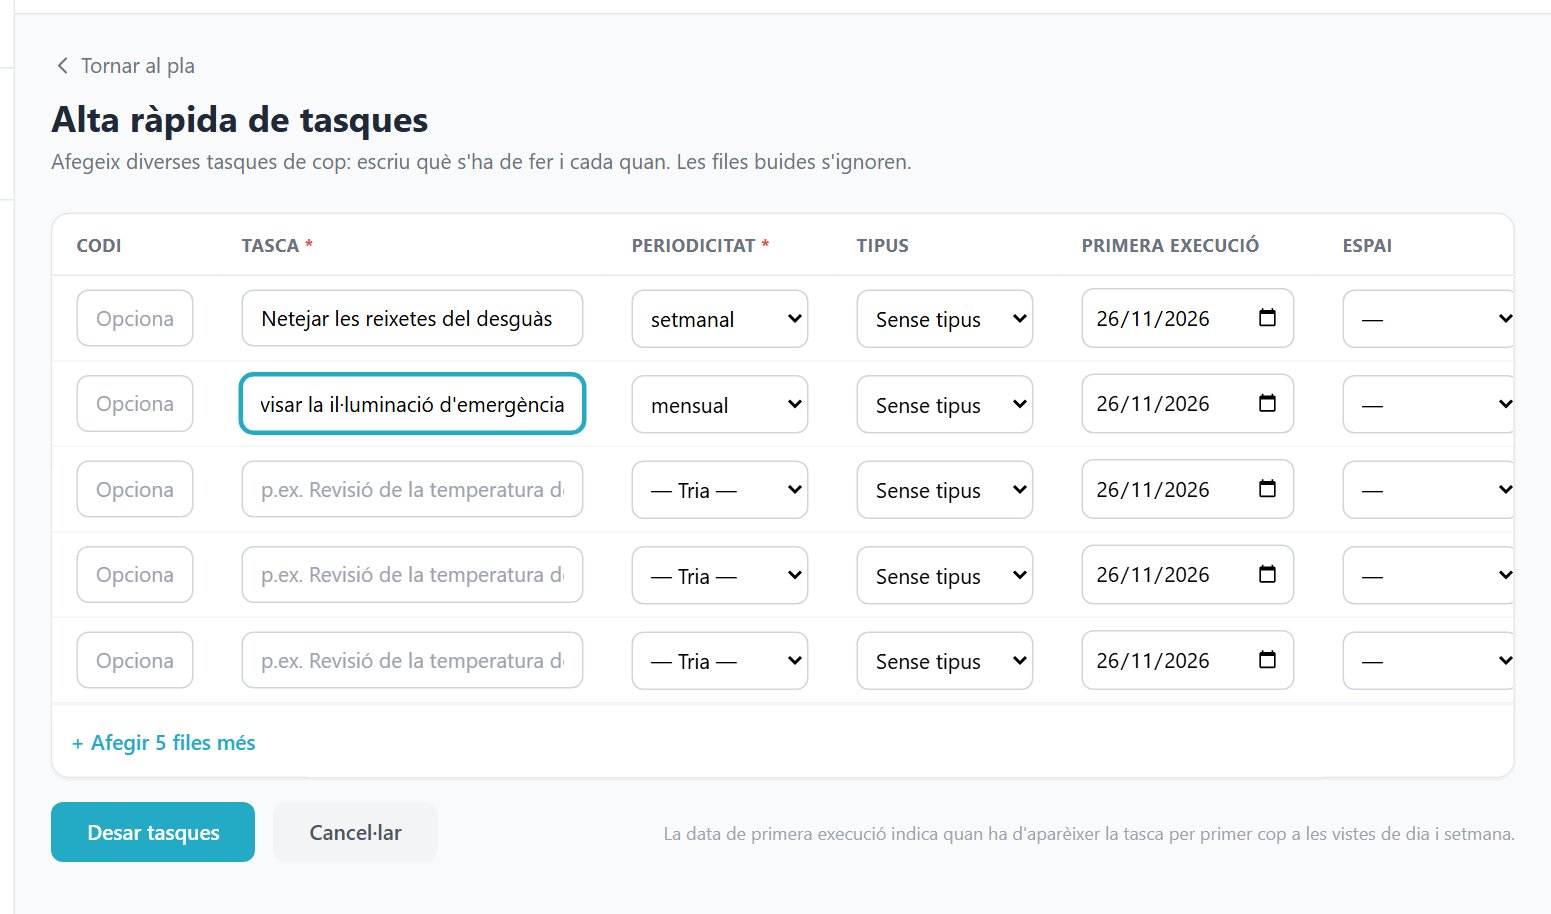 Tornar al pla
Alta ràpida de tasques
Afegeix diverses tasques de cop: escriu què s'ha de fer i cada quan. Les files buides s'ignoren.
CODI TASCA * PERIODICITAT * TIPUS PRIMERA EXECUCIÓ ESPAI
Opciona Netejar les reixetes del desguàs setmanal Sense tipus 26/11/2026 —
Opciona visar la il·luminació d'emergència mensual Sense tipus 26/11/2026 —
Opciona p.ex. Revisió de la temperatura de — Tria — Sense tipus 26/11/2026 —
Opciona p.ex. Revisió de la temperatura de — Tria — Sense tipus 26/11/2026 —
Opciona p.ex. Revisió de la temperatura de — Tria — Sense tipus 26/11/2026 —
+ Afegir 5 files més
Desar tasques Cancel·lar La data de primera execució indica quan ha d'aparèixer la tasca per primer cop a les vistes de dia i setmana.